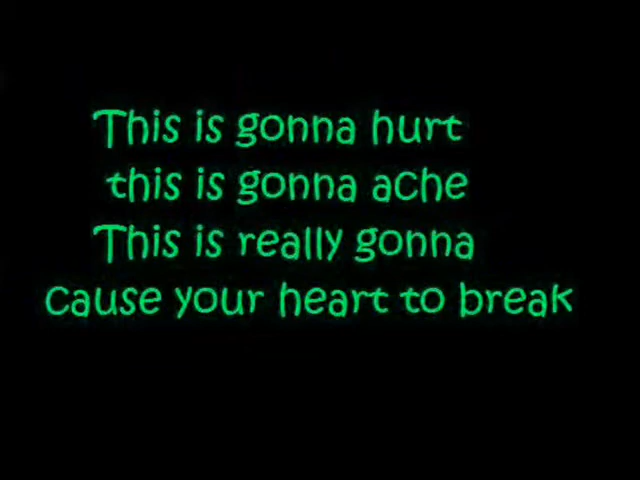 This is gonna hurt
this is gonna ache
This is really gonna
cause your heart to break